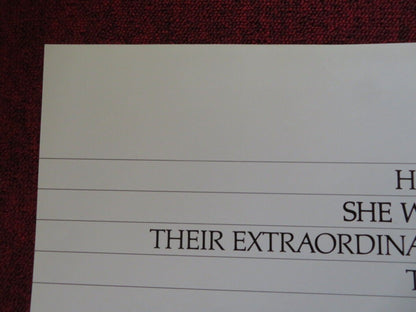 H
SHE W
THEIR EXTRAORDINA
T